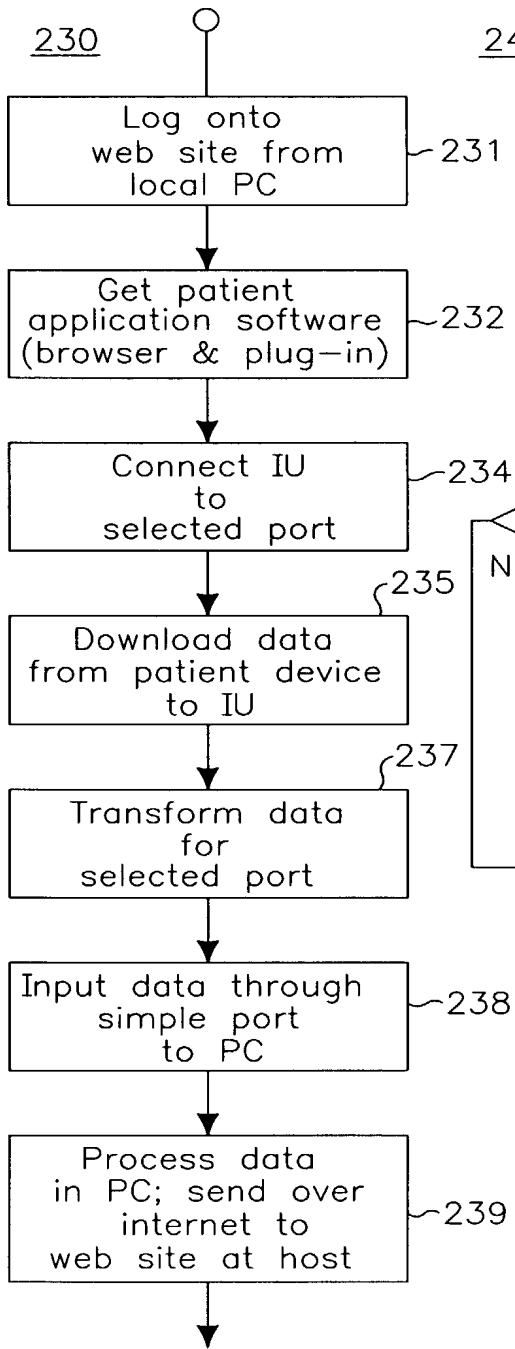 230
24
Log onto
web site from
local PC
231
Get patient
application software
(browser & plug-in)
232
Connect IU
to
selected port
234
N
235
Download data
from patient device
to IU
237
Transform data
for
selected port
Input data through
simple port
to PC
238
Process data
in PC; send over
internet to
web site at host
239